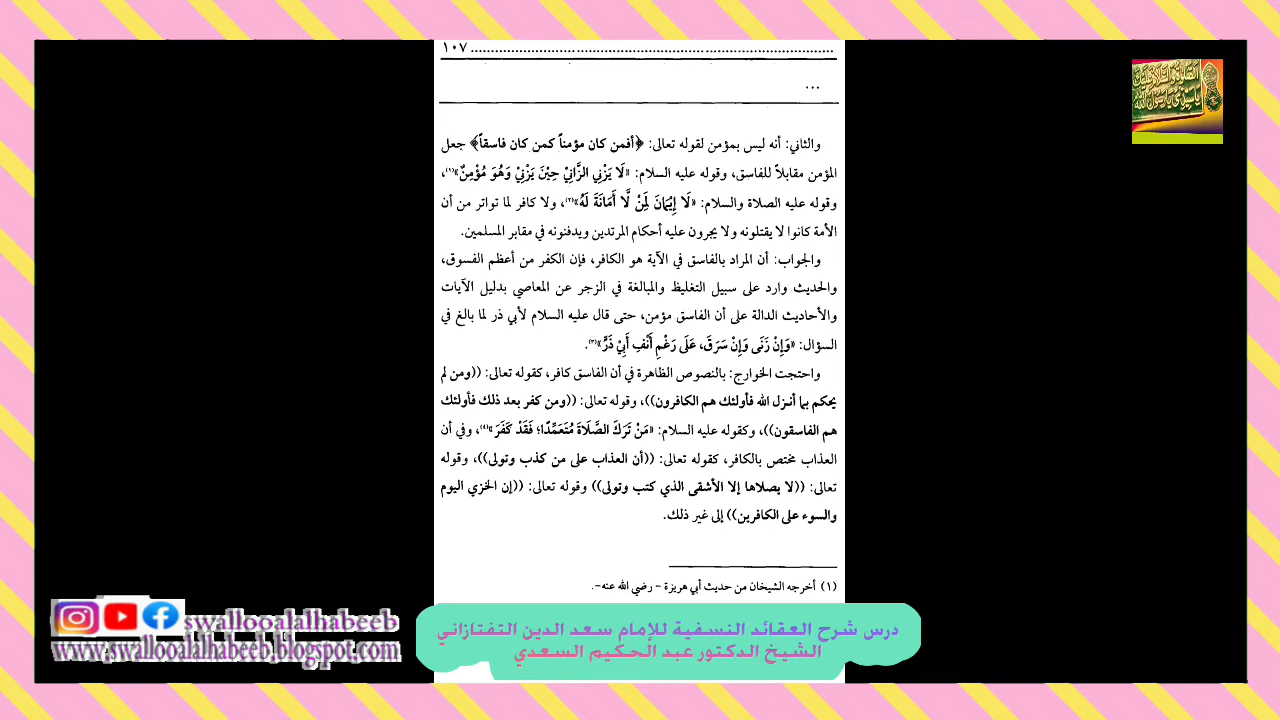 ١٠٧ ........................................................................
...
والثاني: أنه ليس بمؤمن لقوله تعالى: ﴿أفمن كان مؤمناً كمن كان فاسقاً﴾ جعل
المؤمن مقابلاً للفاسق، وقوله عليه السلام: «لَا يَزْنِي الزَّانِيْ حِيْنَ يَزْنِيْ وَهُوَ مُؤْمِنٌ»(١)،
وقوله عليه الصلاة والسلام: «لَا إِيْمَانَ لِمَنْ لَّا أَمَانَةَ لَهُ»(٢)، ولا كافر لما تواتر من أن
الأمة كانوا لا يقتلونه ولا يجرون عليه أحكام المرتدين ويدفنونه في مقابر المسلمين.
والجواب: أن المراد بالفاسق في الآية هو الكافر، فإن الكفر من أعظم الفسوق،
والحديث وارد على سبيل التغليظ والمبالغة في الزجر عن المعاصي بدليل الآيات
والأحاديث الدالة على أن الفاسق مؤمن، حتى قال عليه السلام لأبي ذر لما بالغ في
السؤال: «وَإِنْ زَنَى وَإِنْ سَرَقَ، عَلَى رَغْمِ أَنْفِ أَبِيْ ذَرٍّ»(٣).
واحتجت الخوارج: بالنصوص الظاهرة في أن الفاسق كافر، كقوله تعالى: ((ومن لم
يحكم بما أنـزل الله فأولئك هم الكافرون))، وقوله تعالى: ((ومن كفر بعد ذلك فأولئك
هم الفاسقون))، وكقوله عليه السلام: «مَنْ تَرَكَ الصَّلَاةَ مُتَعَمِّدًا؛ فَقَدْ كَفَرَ»(٤)، وفي أن
العذاب مختص بالكافر، كقوله تعالى: ((أن العذاب على من كذب وتولى))، وقوله
تعالى: ((لا يصلاها إلا الأشقى الذي كتب وتولى)) وقوله تعالى: ((إن الخزي اليوم
والسوء على الكافرين)) إلى غير ذلك.
(١) أخرجه الشيخان من حديث أبي هريزة - رضي الله عنه-.
درس شرح العقائد النسفية للإمام سعد الدين التفتازاني
الشيخ الدكتور عبد الحكيم السعدي
swallooalalhabeeb
www.swallooalalhabeeb.blogspot.com